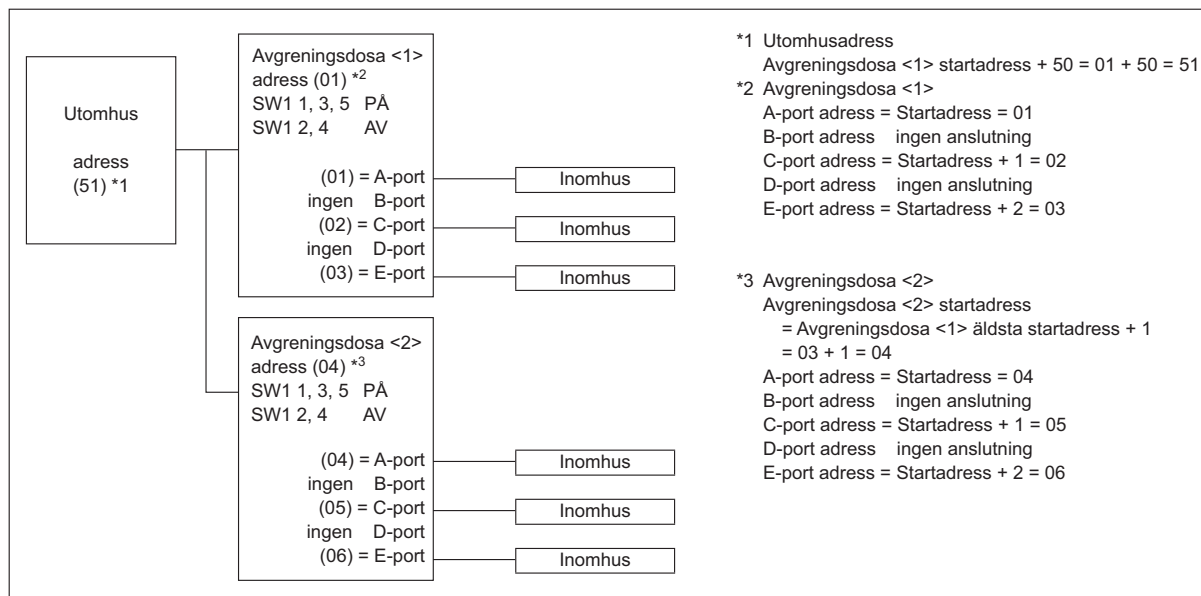 Utomhus
adress
(51) *1
Avgreningsdosa <1>
adress (01) *2
SW1 1, 3, 5 PÅ
SW1 2, 4 AV
(01) = A-port
ingen B-port
(02) = C-port
ingen D-port
(03) = E-port
Inomhus
Inomhus
Inomhus
Avgreningsdosa <2>
adress (04) *3
SW1 1, 3, 5 PÅ
SW1 2, 4 AV
(04) = A-port
ingen B-port
(05) = C-port
ingen D-port
(06) = E-port
Inomhus
Inomhus
Inomhus
*1 Utomhusadress
Avgreningsdosa <1> startadress + 50 = 01 + 50 = 51
*2 Avgreningsdosa <1>
A-port adress = Startadress = 01
B-port adress ingen anslutning
C-port adress = Startadress + 1 = 02
D-port adress ingen anslutning
E-port adress = Startadress + 2 = 03
*3 Avgreningsdosa <2>
Avgreningsdosa <2> startadress
= Avgreningsdosa <1> äldsta startadress + 1
= 03 + 1 = 04
A-port adress = Startadress = 04
B-port adress ingen anslutning
C-port adress = Startadress + 1 = 05
D-port adress ingen anslutning
E-port adress = Startadress + 2 = 06